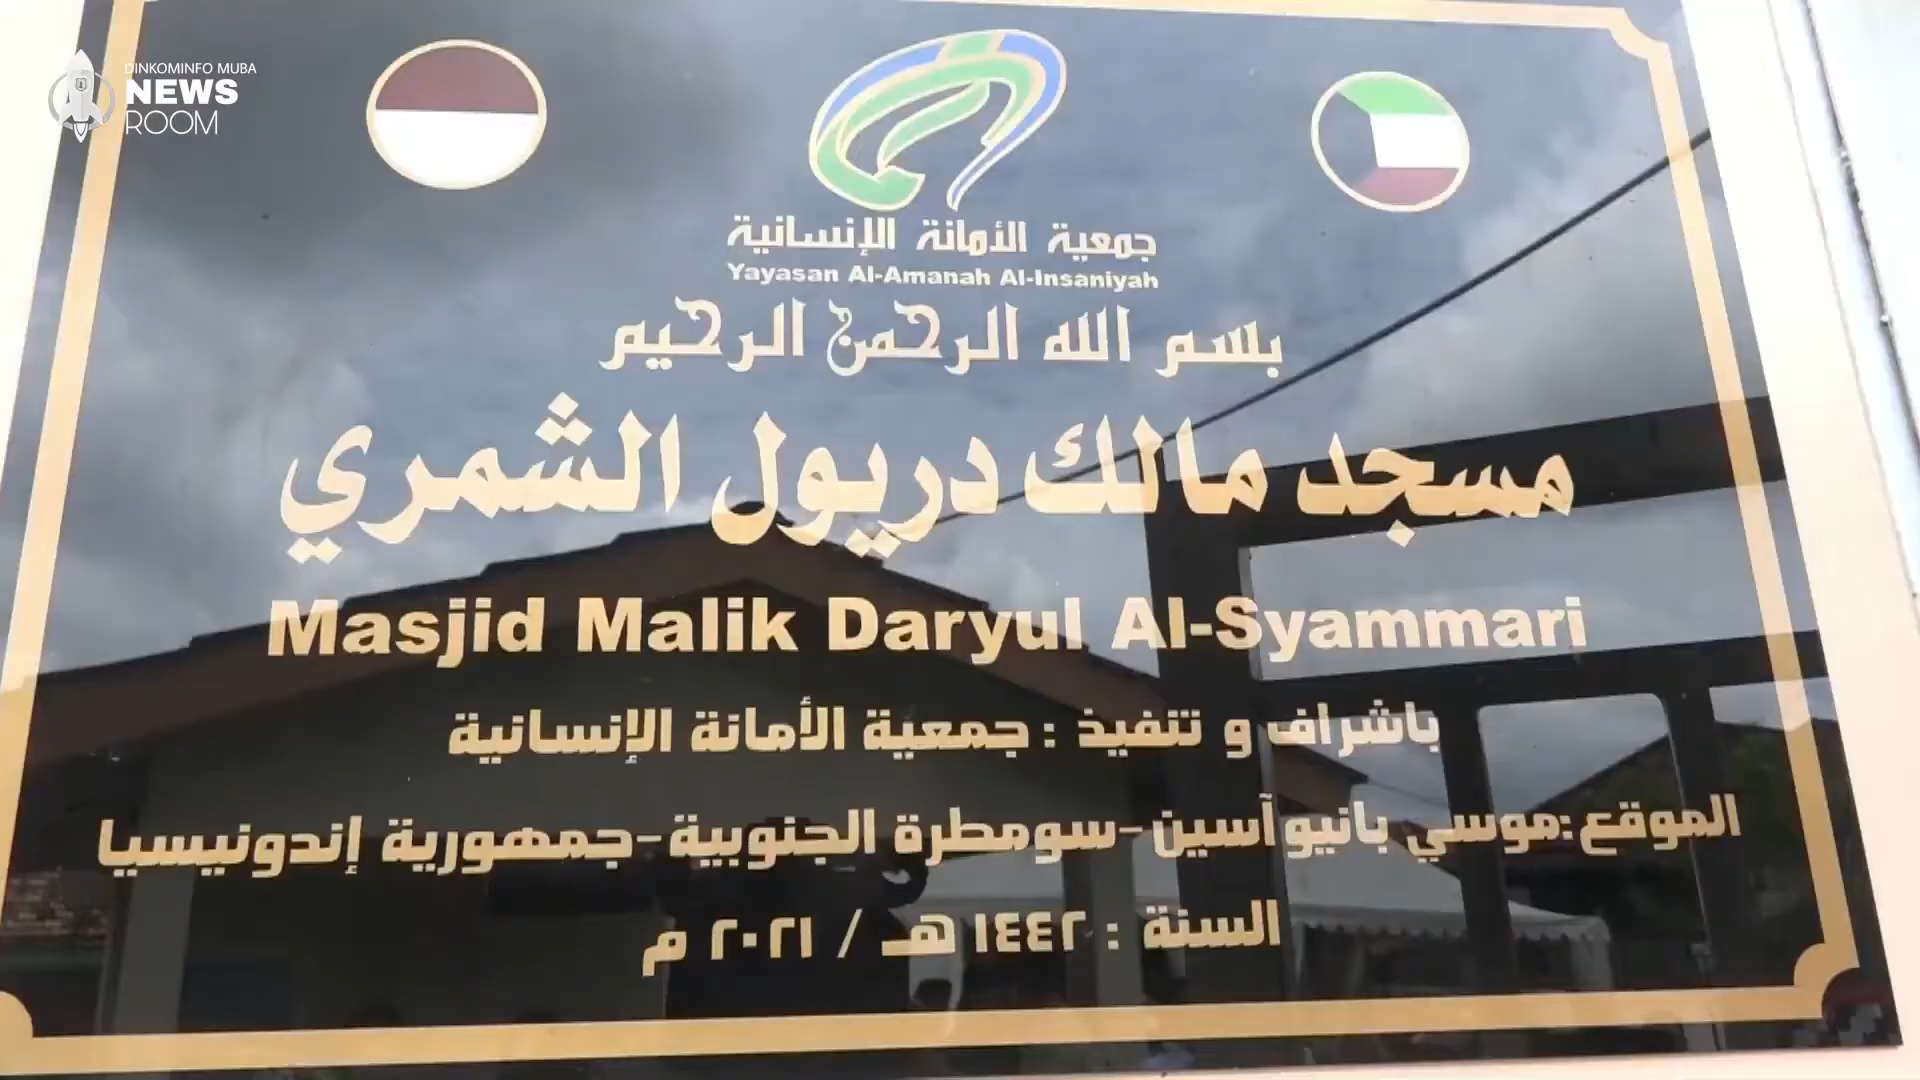 DINKOMINFO MUBA
NEWS
ROOM
جمعية الأمانة الإنسانية
Yayasan Al-Amanah Al-Insaniyah
بسم الله الرحمن الرحيم
مسجد مالك دريول الشمري
Masjid Malik Daryul Al-Syammari
باشراف و تنفيذ : جمعية الأمانة الإنسانية
الموقع:موسي بانيوآسين-سومطرة الجنوبية-جمهورية إندونيسيا
السنة : ١٤٤٢ هـ / ٢٠٢١ م